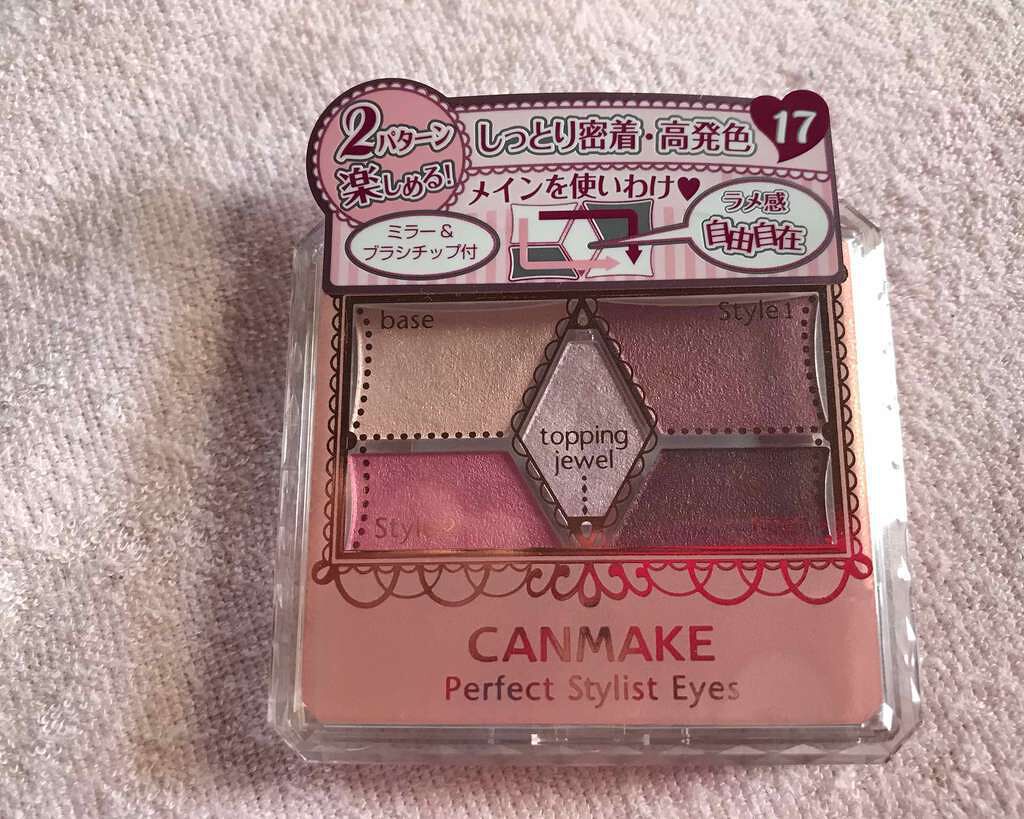 2パターン
楽しめる!
しっとり密着・高発色
17
メインを使いわけ♥
ミラー&
ブラシチップ付
ラメ感
自由自在
base
Style1
topping
jewel
Style2
CANMAKE
Perfect Stylist Eyes